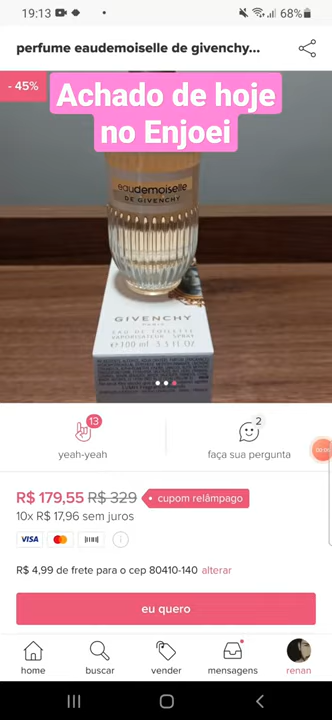 19:13
68%
perfume eaudemoiselle de givenchy...
- 45%
Achado de hoje
no Enjoei
eaudemoiselle
DE GIVENCHY
GIVENCHY
PARIS
EAU DE TOILETTE
VAPORISATEUR SPRAY
100 ml 3.3 FL.OZ
13
yeah-yeah
2
faça sua pergunta
00:00
R$ 179,55 R$ 329 cupom relâmpago
10x R$ 17,96 sem juros
VISA
R$ 4,99 de frete para o cep 80410-140 alterar
eu quero
home
buscar
vender
mensagens
renan